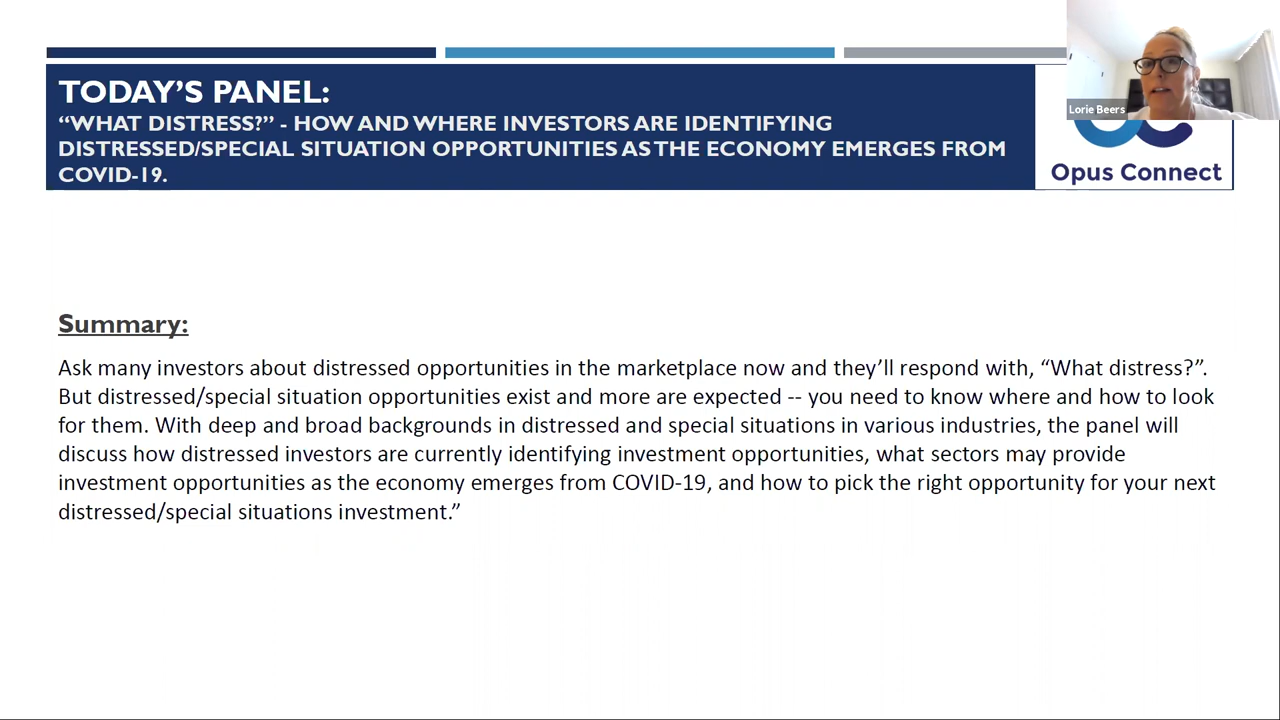 TODAY'S PANEL:
“WHAT DISTRESS?” - HOW AND WHERE INVESTORS ARE IDENTIFYING
DISTRESSED/SPECIAL SITUATION OPPORTUNITIES AS THE ECONOMY EMERGES FROM
COVID-19.
Lorie Beers
Opus Connect
Summary:
Ask many investors about distressed opportunities in the marketplace now and they’ll respond with, “What distress?”.
But distressed/special situation opportunities exist and more are expected -- you need to know where and how to look
for them. With deep and broad backgrounds in distressed and special situations in various industries, the panel will
discuss how distressed investors are currently identifying investment opportunities, what sectors may provide
investment opportunities as the economy emerges from COVID-19, and how to pick the right opportunity for your next
distressed/special situations investment.”